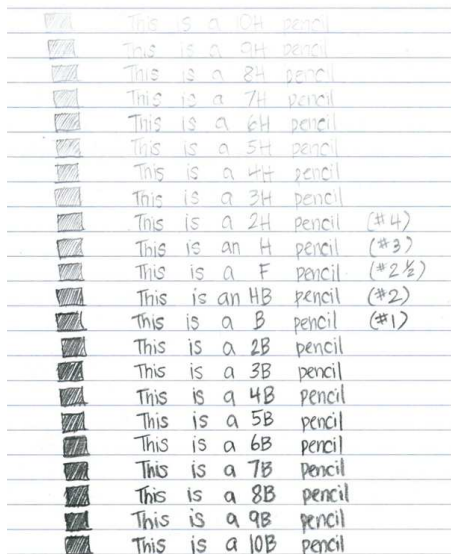 This is a 10H pencil
This is a 9H pencil
This is a 8H pencil
This is a 7H pencil
This is a 6H pencil
This is a 5H pencil
This is a 4H pencil
This is a 3H pencil
This is a 2H pencil (#4)
This is an H pencil (#3)
This is a F pencil (#2 ½)
This is an HB pencil (#2)
This is a B pencil (#1)
This is a 2B pencil
This is a 3B pencil
This is a 4B pencil
This is a 5B pencil
This is a 6B pencil
This is a 7B pencil
This is a 8B pencil
This is a 9B pencil
This is a 10B pencil